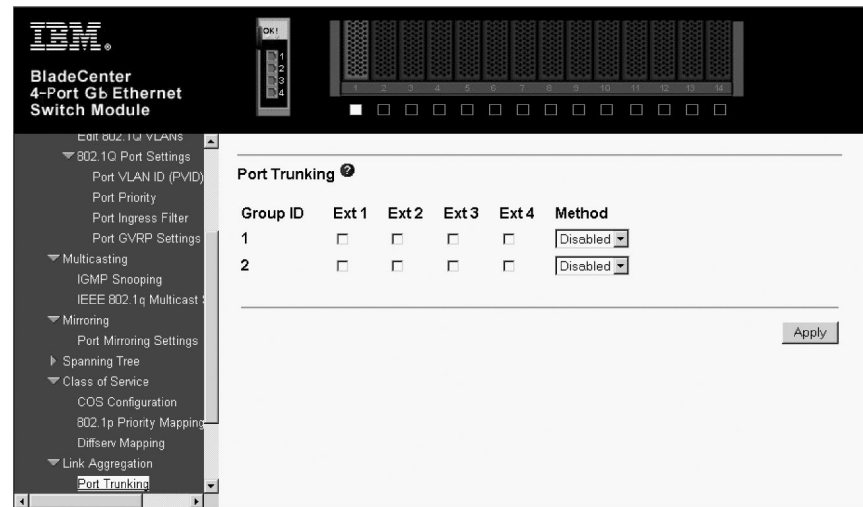 IBM®
BladeCenter
4-Port Gb Ethernet
Switch Module
OK!
1
2
3
4
1 2 3 4 5 6 7 8 9 10 11 12 13 14
Edit 802.1Q VLANs
802.1Q Port Settings
Port VLAN ID (PVID)
Port Priority
Port Ingress Filter
Port GVRP Settings
Multicasting
IGMP Snooping
IEEE 802.1q Multicast
Mirroring
Port Mirroring Settings
Spanning Tree
Class of Service
COS Configuration
802.1p Priority Mapping
Diffserv Mapping
Link Aggregation
Port Trunking
Port Trunking ?
Group ID Ext 1 Ext 2 Ext 3 Ext 4 Method
1 Disabled
2 Disabled
Apply